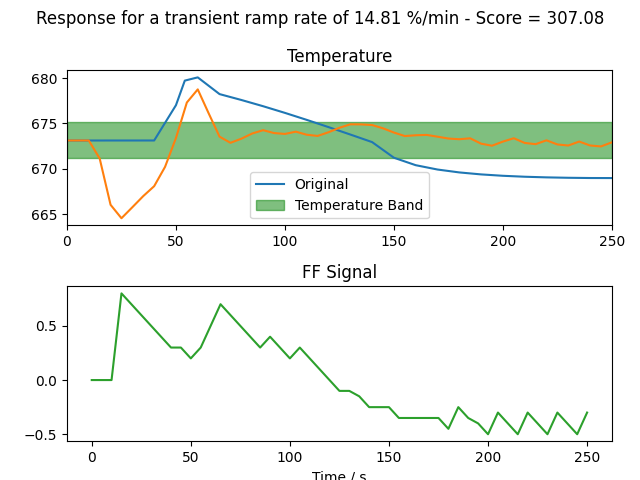 Response for a transient ramp rate of 14.81 %/min - Score = 307.08
Temperature
680
675
670
665
Original
Temperature Band
0 50 100 150 200 250
FF Signal
0.5
0.0
−0.5
0 50 100 150 200 250
Time / s